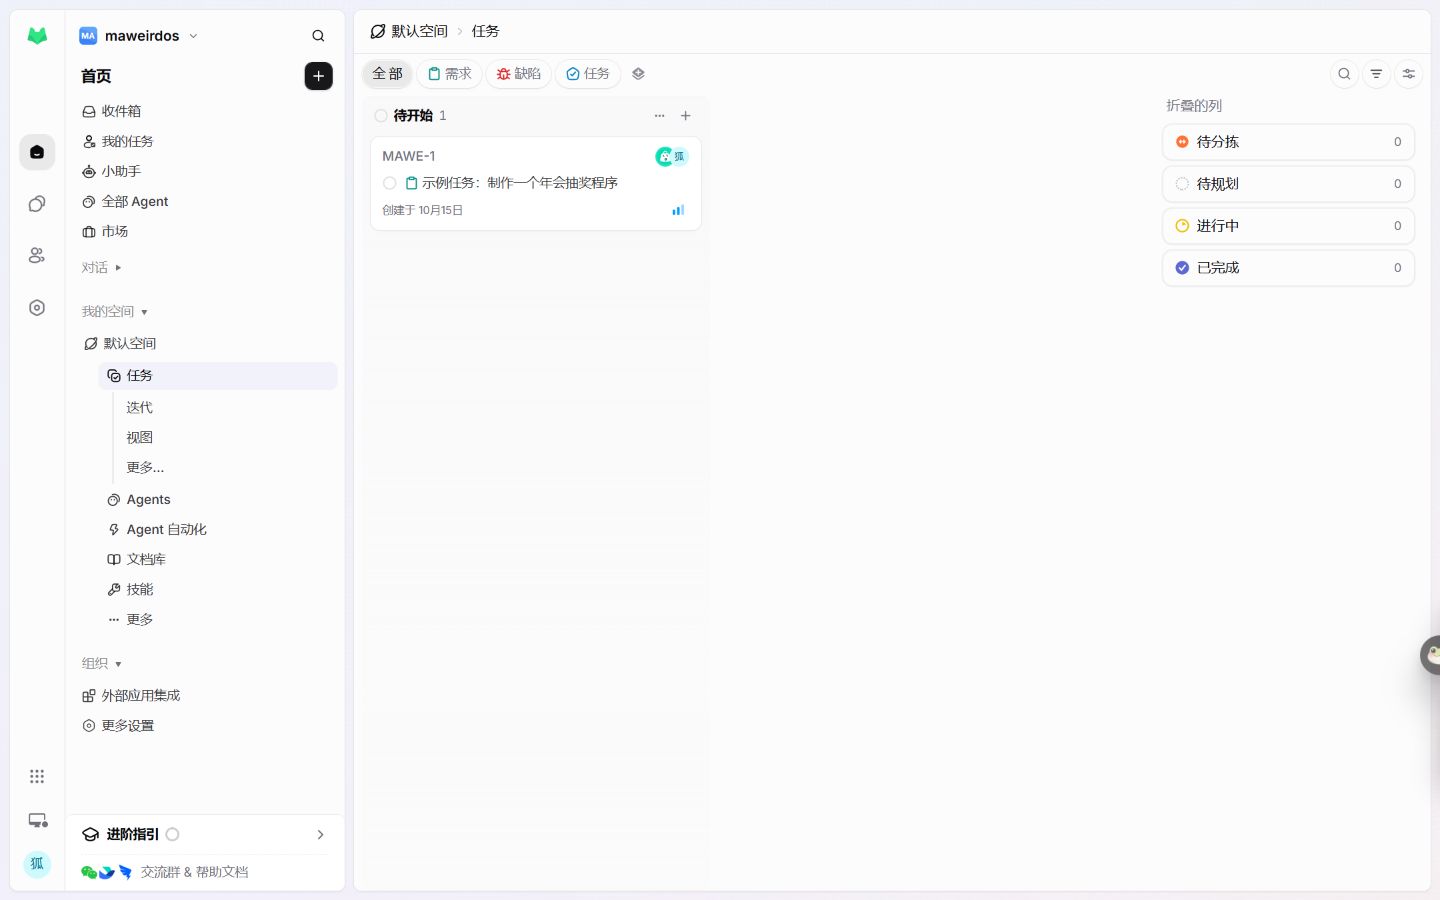 MA maweirdos
首页
收件箱
我的任务
小助手
全部 Agent
市场
对话
我的空间
默认空间
任务
迭代
视图
更多...
Agents
Agent 自动化
文档库
技能
更多
组织
外部应用集成
更多设置
进阶指引
狐
交流群 & 帮助文档
默认空间 任务
全部 需求 缺陷 任务
待开始 1
MAWE-1 狐
示例任务：制作一个年会抽奖程序
创建于 10月15日
折叠的列
待分拣 0
待规划 0
进行中 0
已完成 0